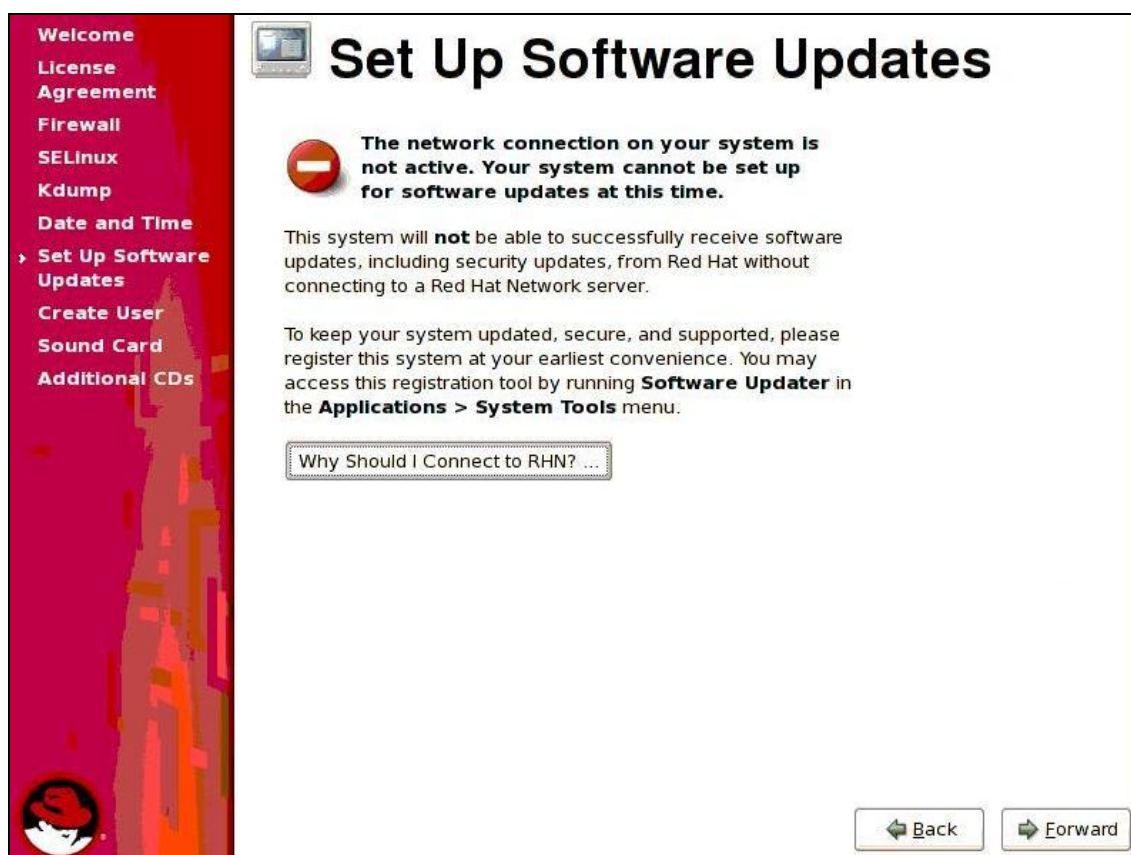 Welcome
License
Agreement
Firewall
SELinux
Kdump
Date and Time
Set Up Software
Updates
Create User
Sound Card
Additional CDs
Set Up Software Updates
The network connection on your system is
not active. Your system cannot be set up
for software updates at this time.
This system will not be able to successfully receive software
updates, including security updates, from Red Hat without
connecting to a Red Hat Network server.
To keep your system updated, secure, and supported, please
register this system at your earliest convenience. You may
access this registration tool by running Software Updater in
the Applications > System Tools menu.
Why Should I Connect to RHN? ...
Back
Forward